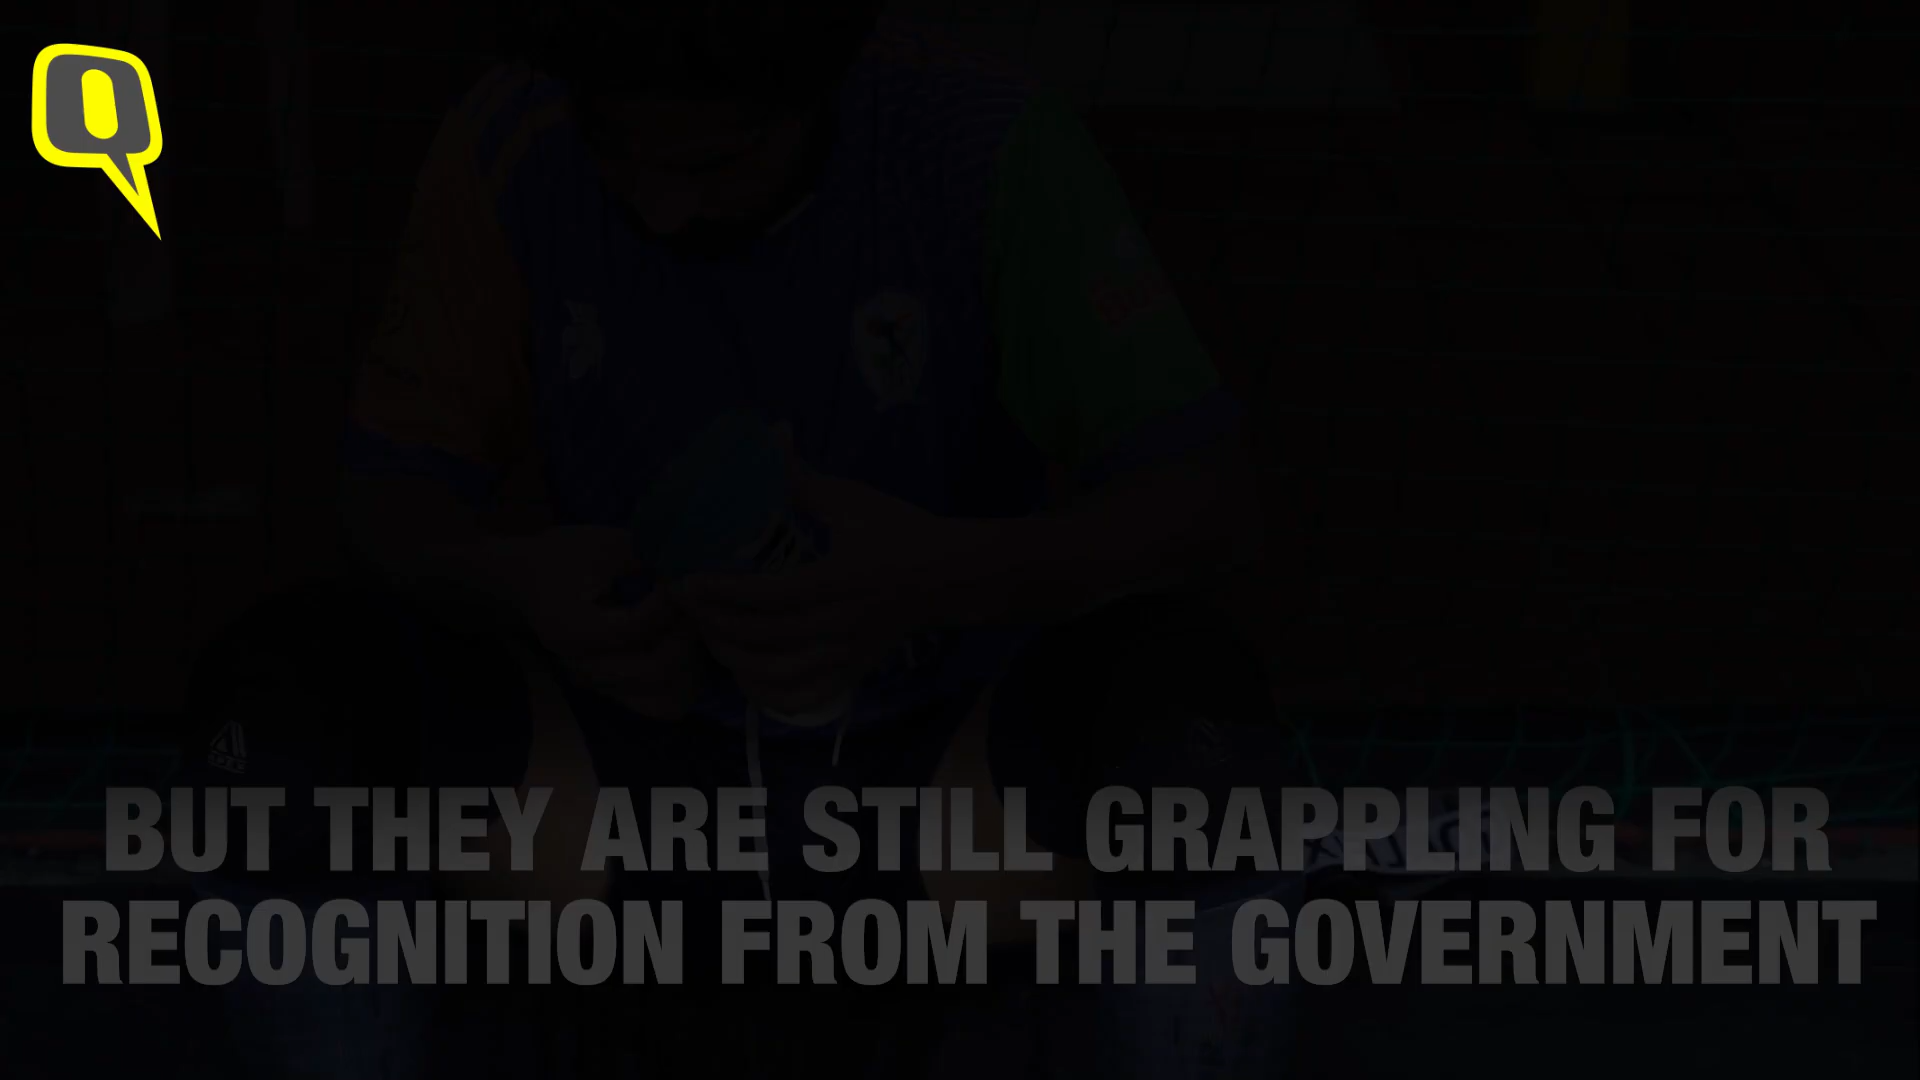 Q
BUT THEY ARE STILL GRAPPLING FOR
RECOGNITION FROM THE GOVERNMENT